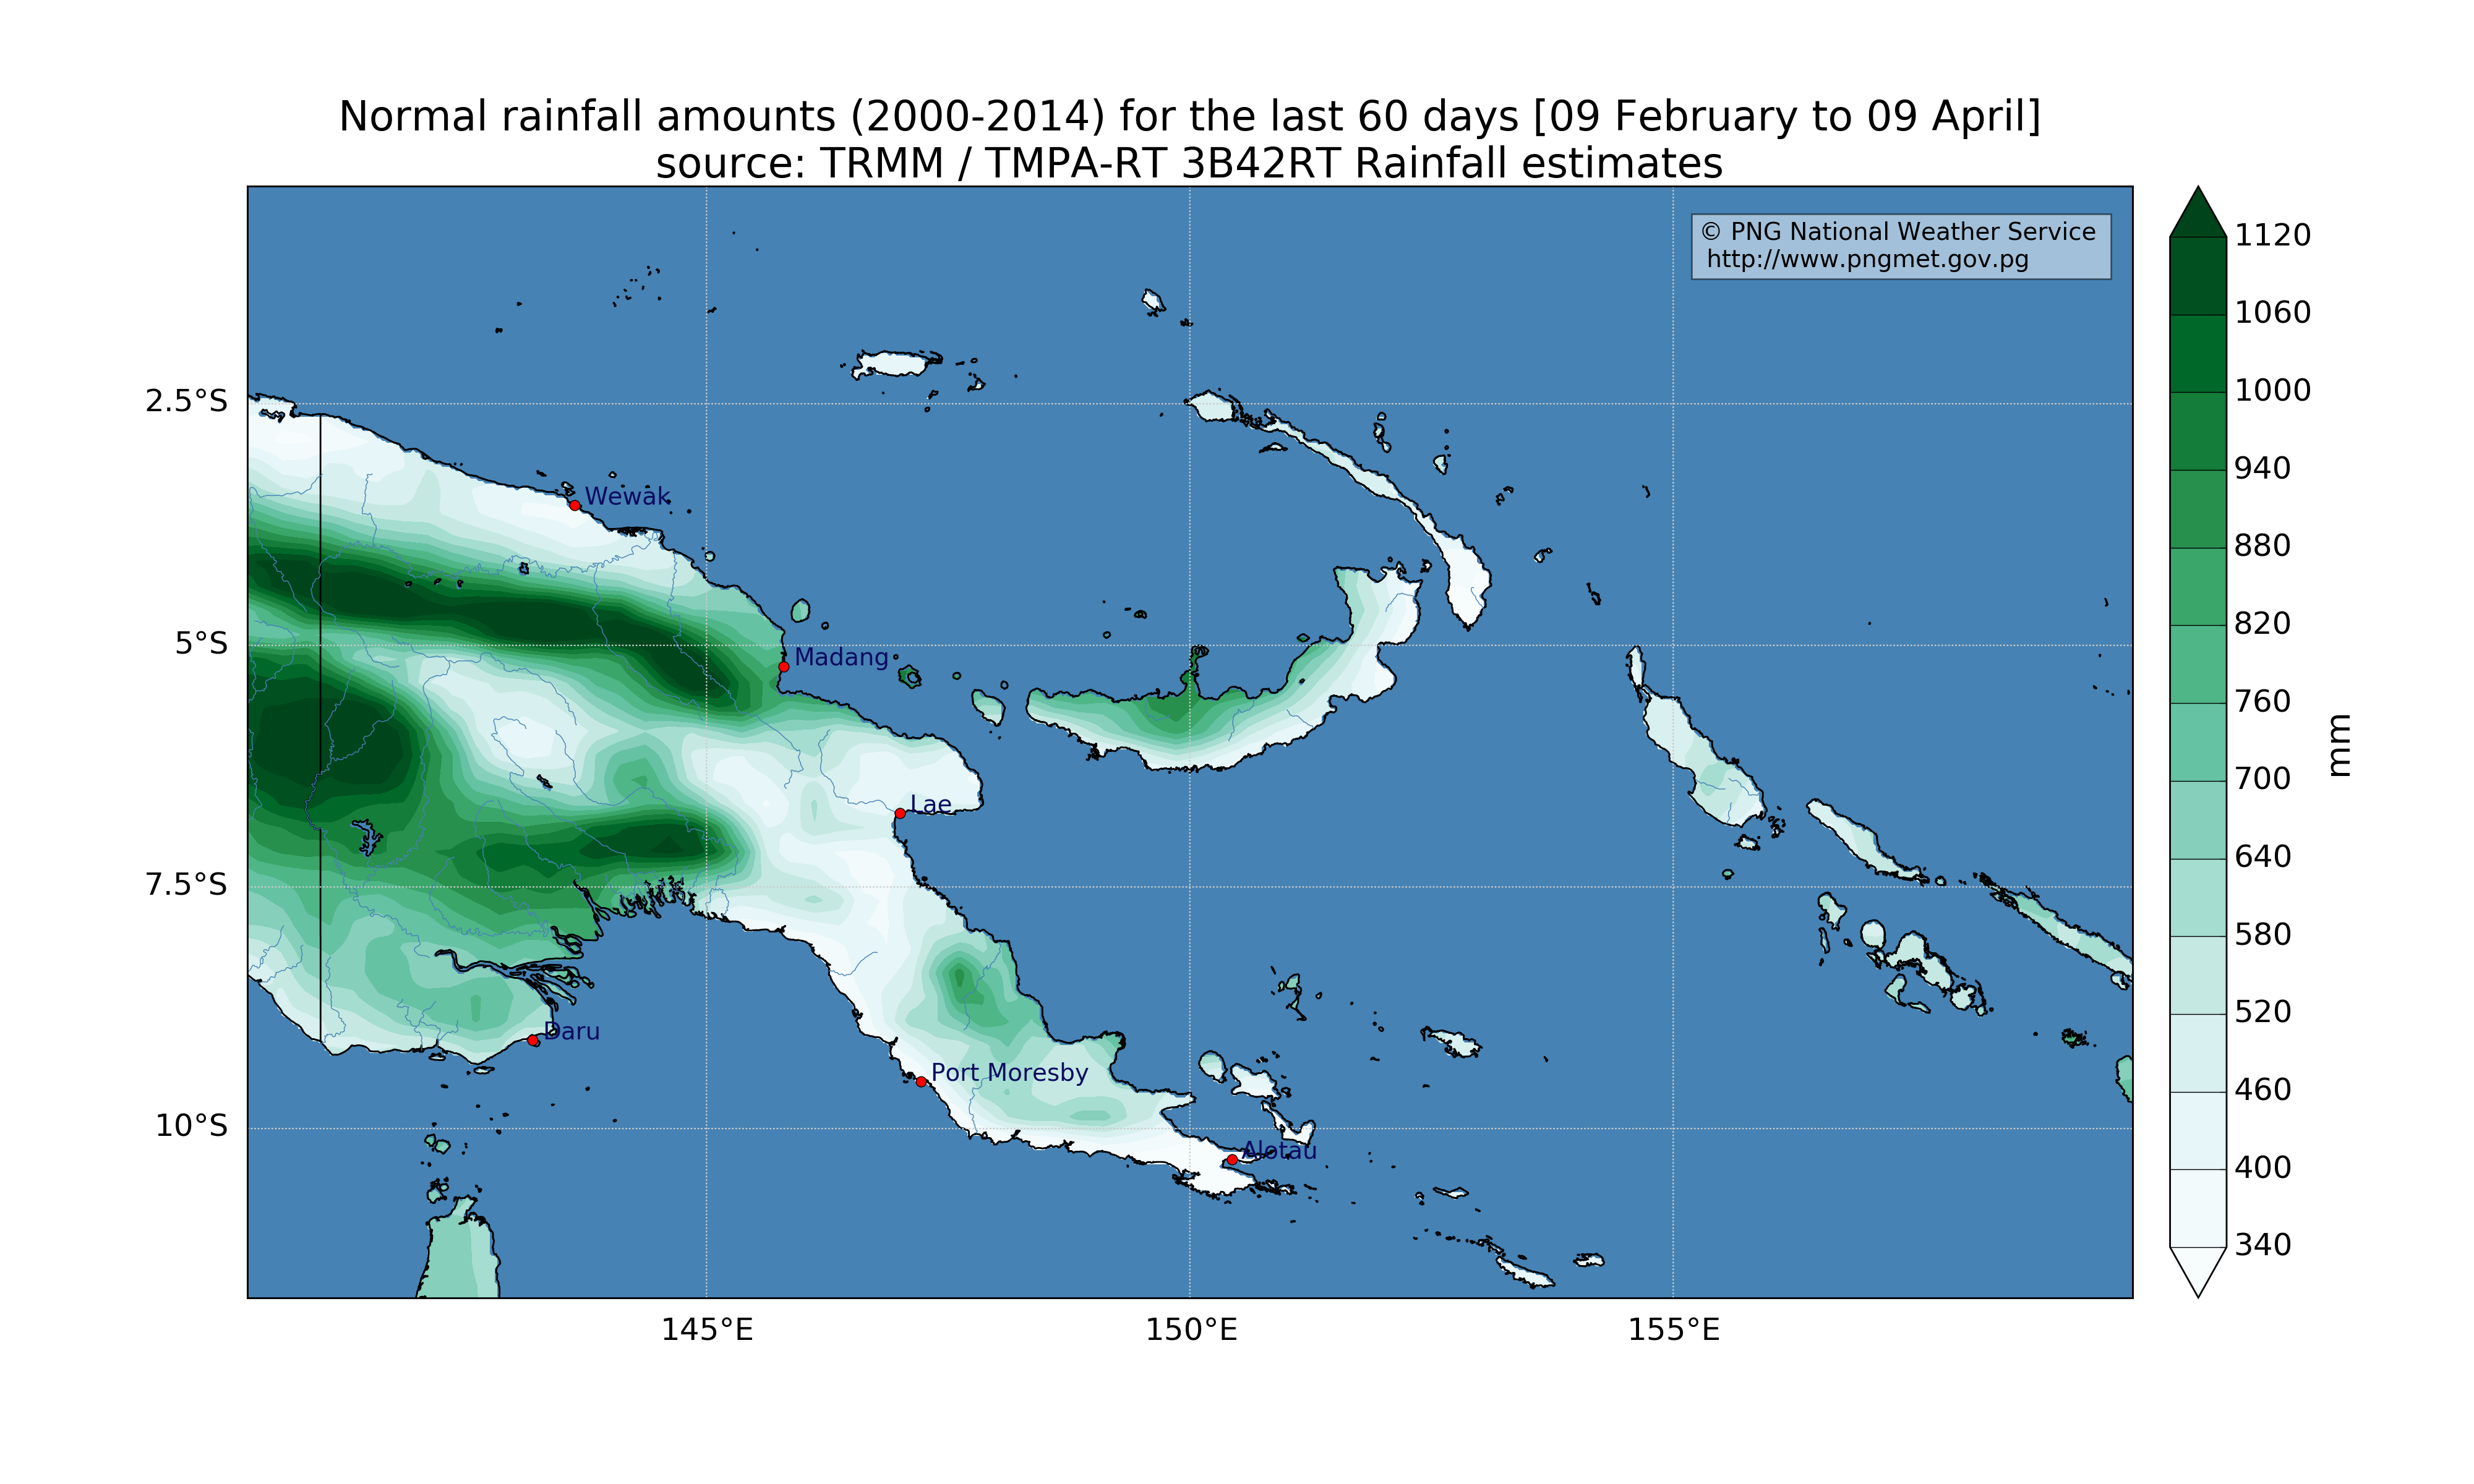 Normal rainfall amounts (2000-2014) for the last 60 days [09 February to 09 April]
source: TRMM / TMPA-RT 3B42RT Rainfall estimates
© PNG National Weather Service
http://www.pngmet.gov.pg
1120
1060
1000
940
880
820
760
700
640
580
520
460
400
340
mm
2.5°S
5°S
7.5°S
10°S
Wewak
Madang
Lae
Daru
Port Moresby
Alotau
145°E
150°E
155°E